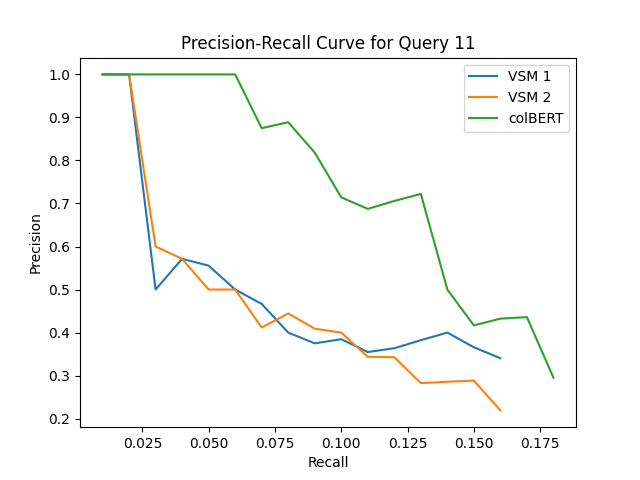 Precision-Recall Curve for Query 11
VSM 1
VSM 2
colBERT
Precision
1.0
0.9
0.8
0.7
0.6
0.5
0.4
0.3
0.2
0.025 0.050 0.075 0.100 0.125 0.150 0.175
Recall